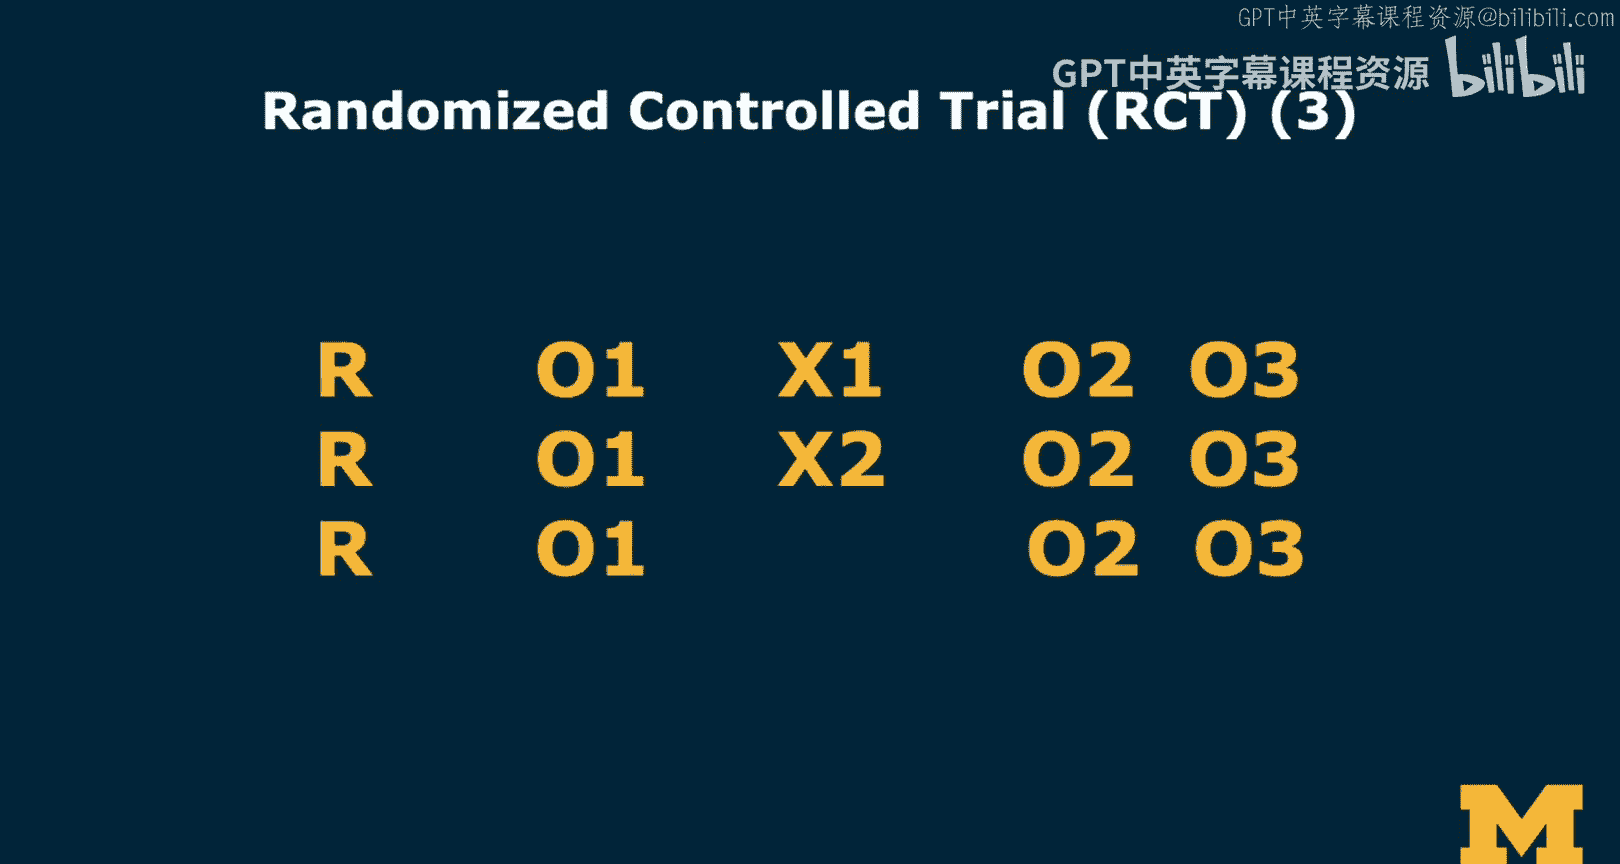 GPT中英字幕课程资源@bilibili.com
GPT中英字幕课程资源 bilibili
Randomized Controlled Trial (RCT) (3)
R O1 X1 O2 O3
R O1 X2 O2 O3
R O1 O2 O3
M